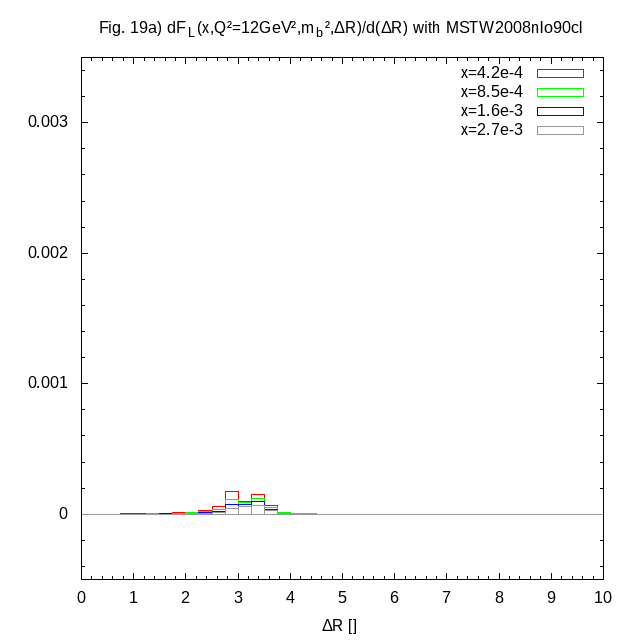 Fig. 19a) dF_L(x,Q²=12GeV²,m_b²,ΔR)/d(ΔR) with MSTW2008nlo90cl
x=4.2e-4
x=8.5e-4
x=1.6e-3
x=2.7e-3
0.003
0.002
0.001
0
0 1 2 3 4 5 6 7 8 9 10
ΔR []